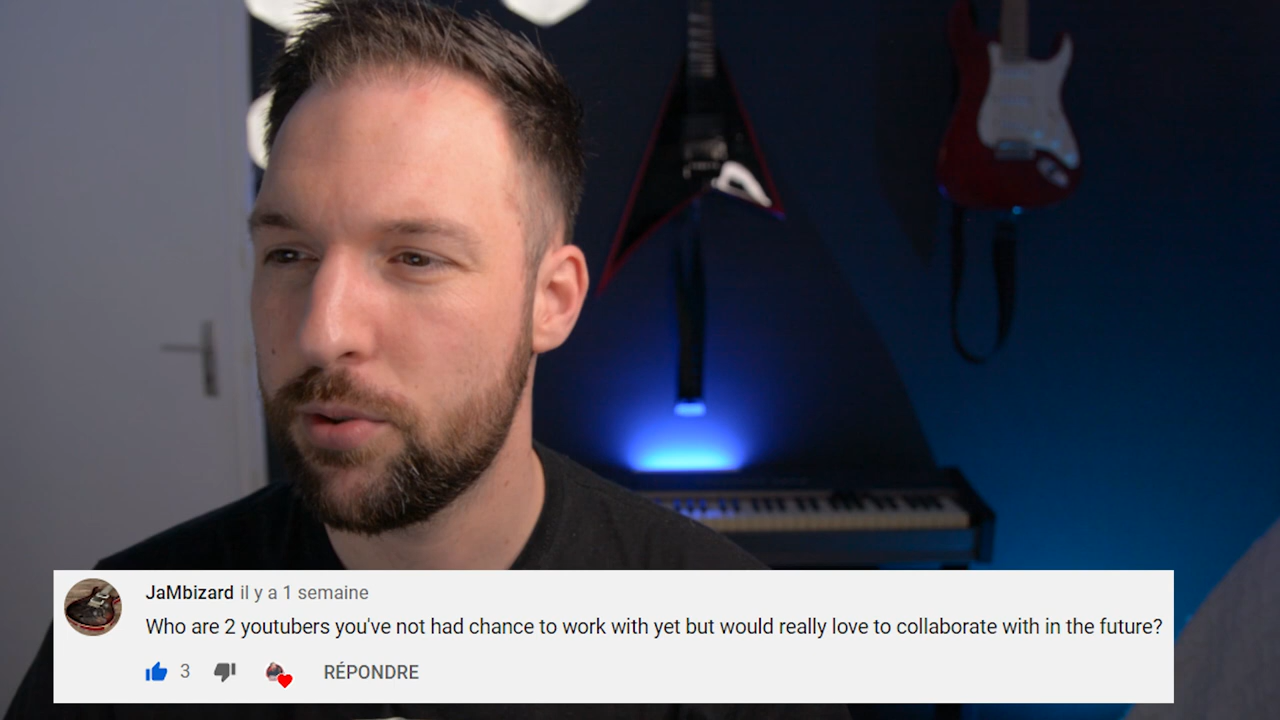 JaMbizard il y a 1 semaine
Who are 2 youtubers you've not had chance to work with yet but would really love to collaborate with in the future?
3 RÉPONDRE